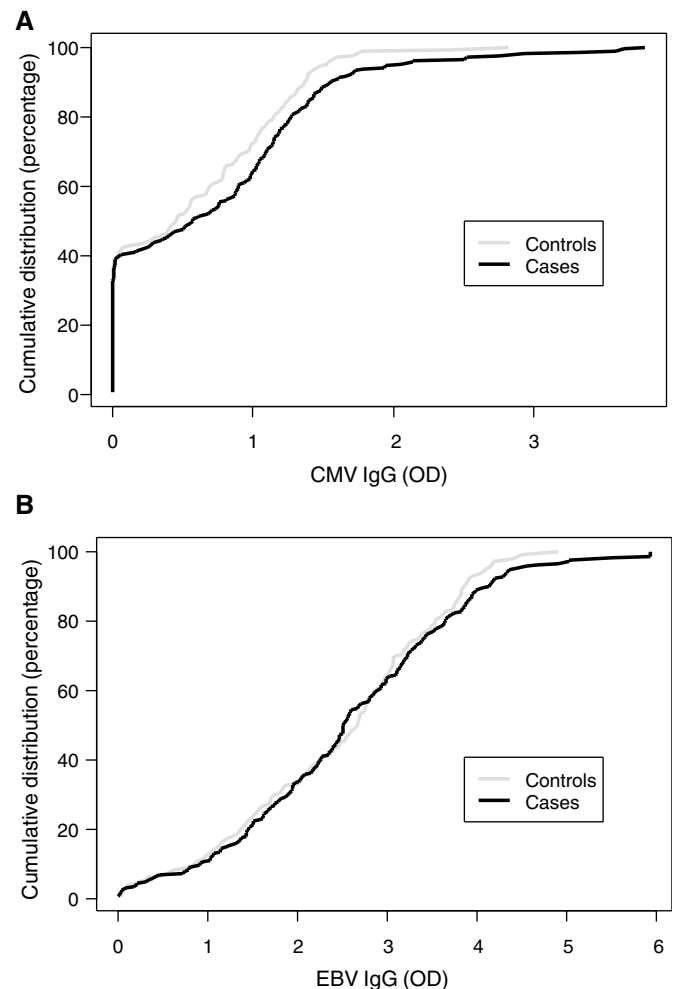 A
Cumulative distribution (percentage)
100
80
60
40
20
0
Controls
Cases
0 1 2 3
CMV IgG (OD)
B
Cumulative distribution (percentage)
100
80
60
40
20
0
Controls
Cases
0 1 2 3 4 5 6
EBV IgG (OD)